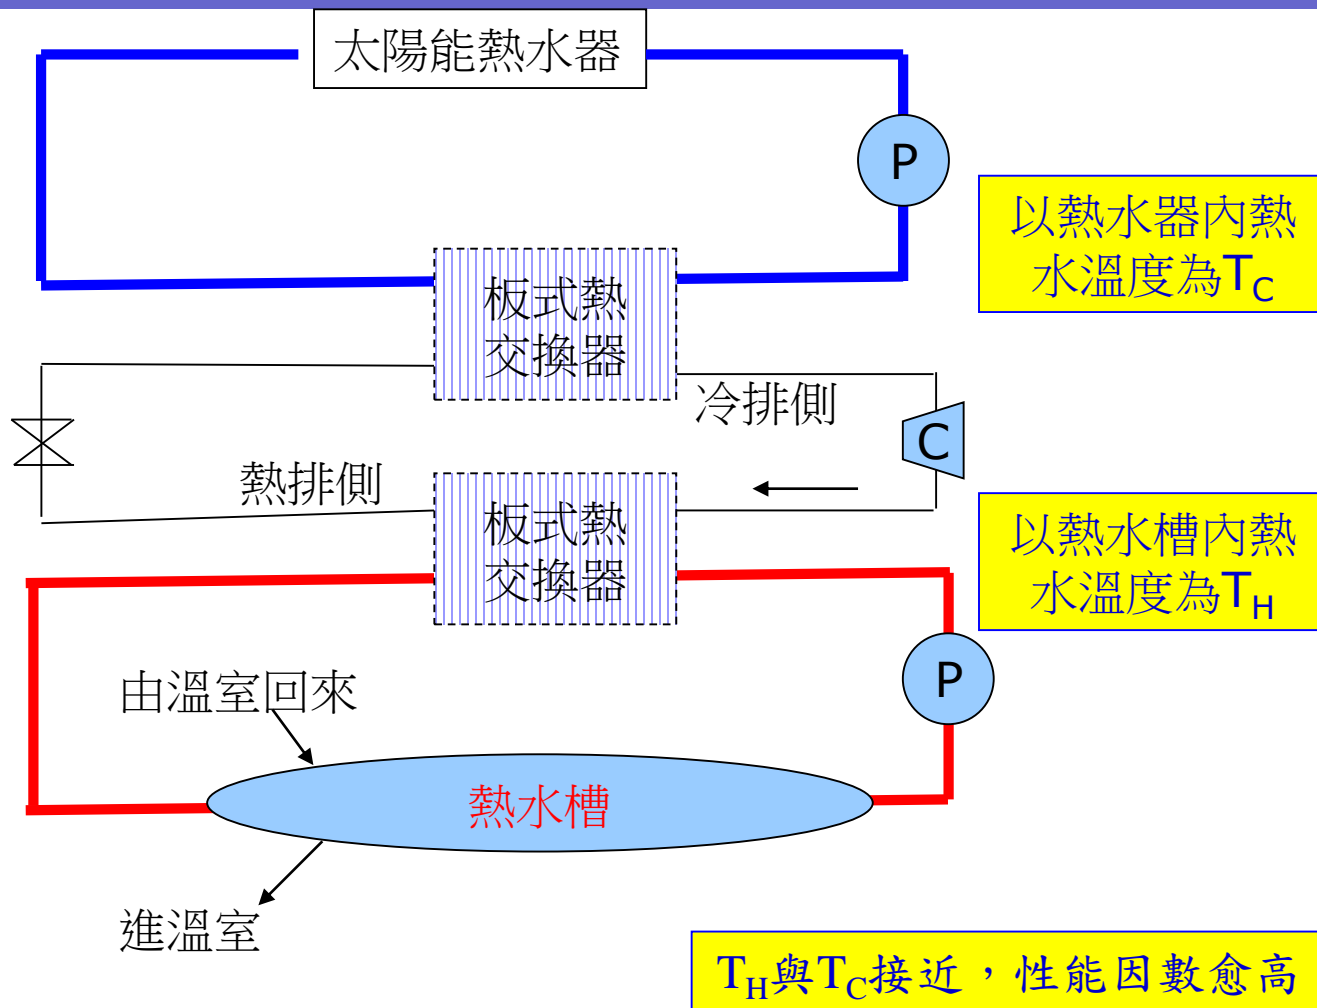 太陽能熱水器
P
以熱水器內熱
水溫度為TC
板式熱
交換器
冷排側
C
熱排側
板式熱
交換器
以熱水槽內熱
水溫度為TH
P
由溫室回來
熱水槽
進溫室
TH與TC接近，性能因數愈高